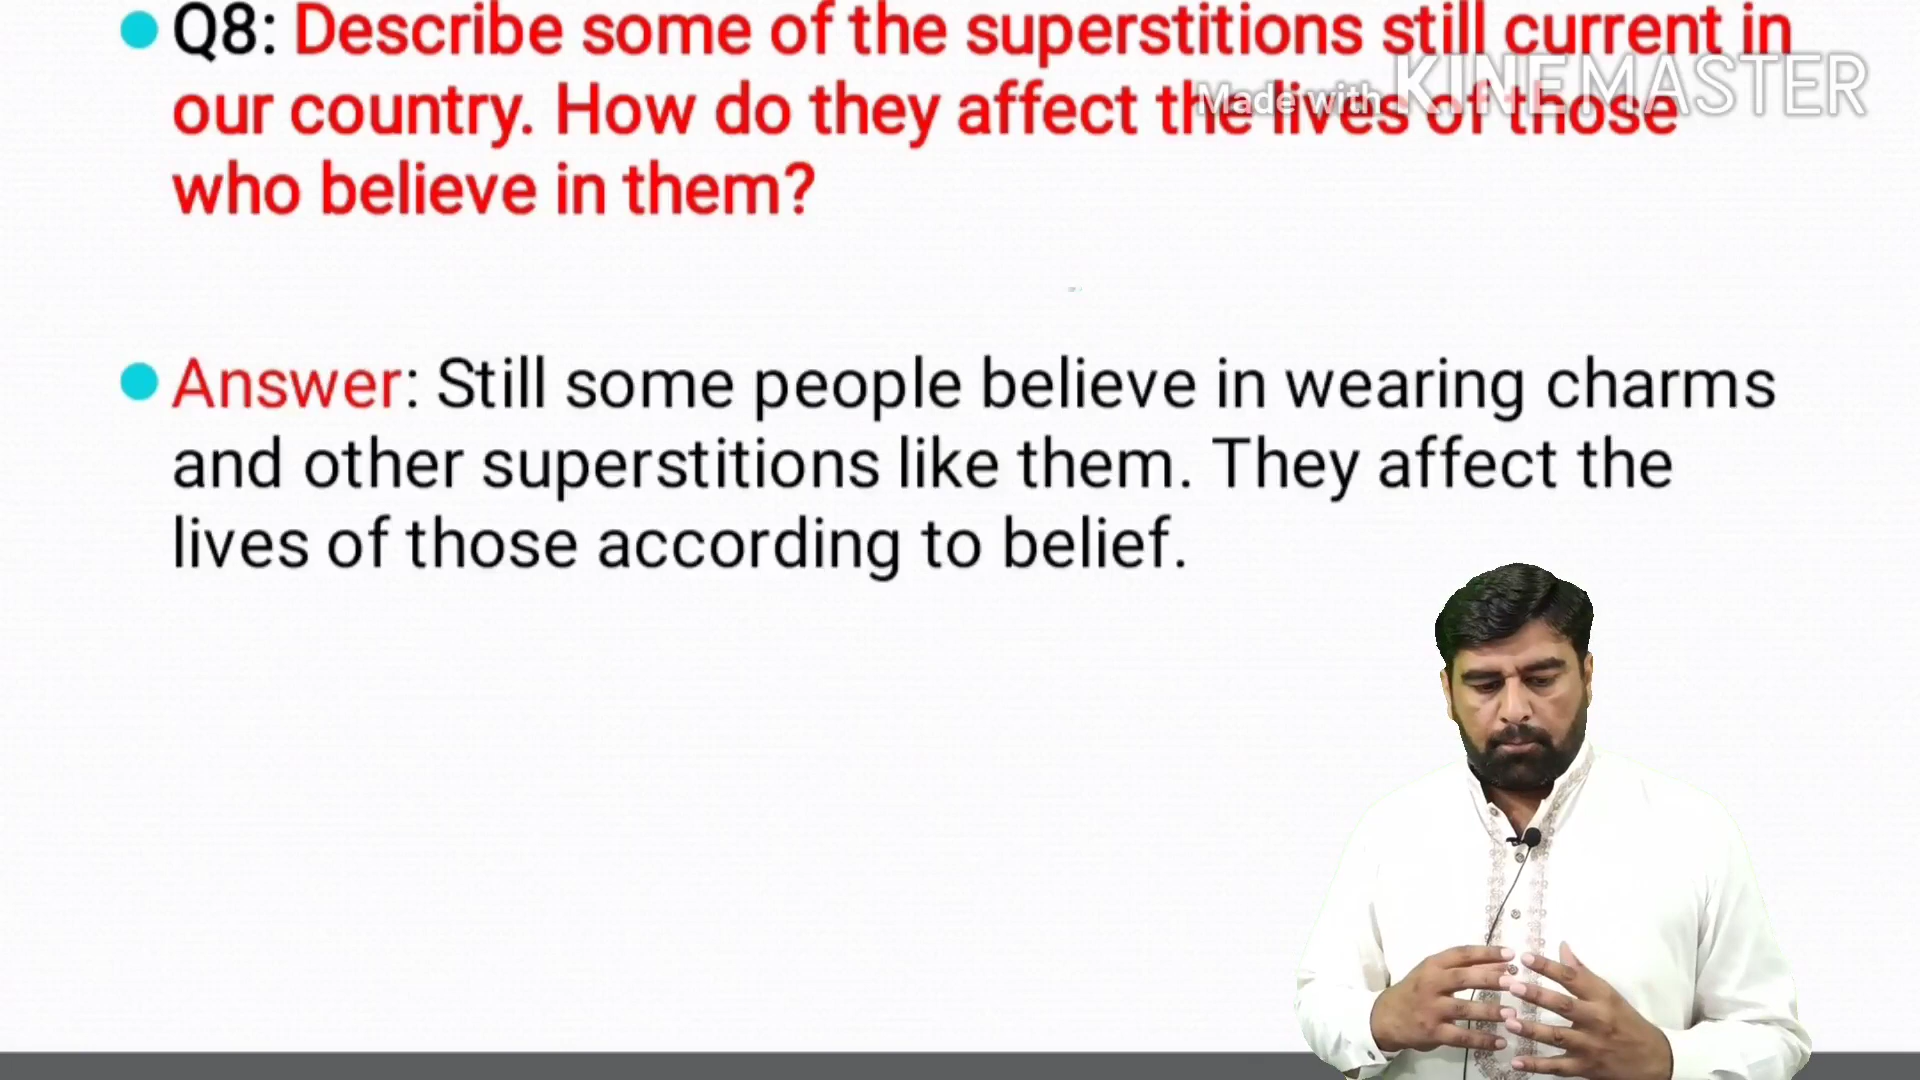 Q8: Describe some of the superstitions still current in
Made with KINEMASTER
our country. How do they affect the lives of those
who believe in them?
Answer: Still some people believe in wearing charms
and other superstitions like them. They affect the
lives of those according to belief.